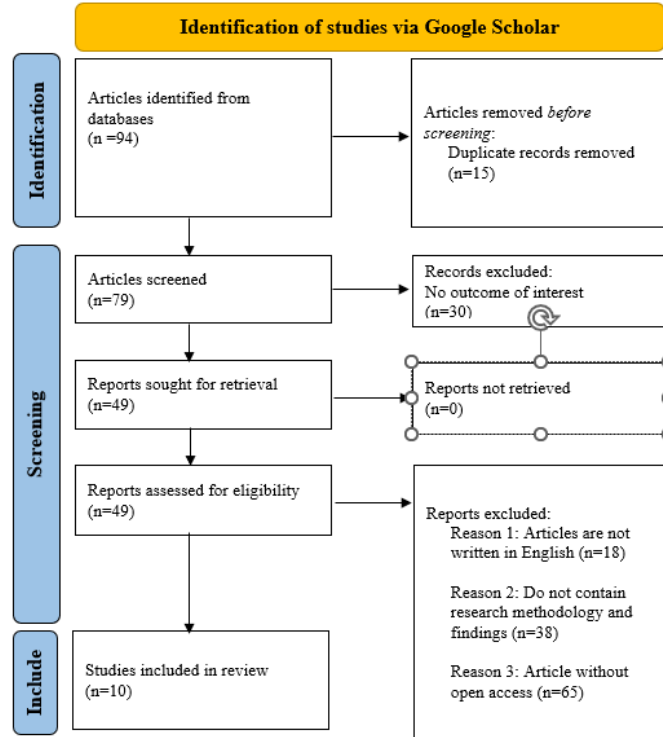 Identification of studies via Google Scholar
Identification
Articles identified from
databases
(n =94)
Articles removed before
screening:
Duplicate records removed
(n=15)
Screening
Articles screened
(n=79)
Records excluded:
No outcome of interest
(n=30)
Reports sought for retrieval
(n=49)
Reports not retrieved
(n=0)
Reports assessed for eligibility
(n=49)
Reports excluded:
Reason 1: Articles are not
written in English (n=18)
Reason 2: Do not contain
research methodology and
findings (n=38)
Reason 3: Article without
open access (n=65)
Include
Studies included in review
(n=10)